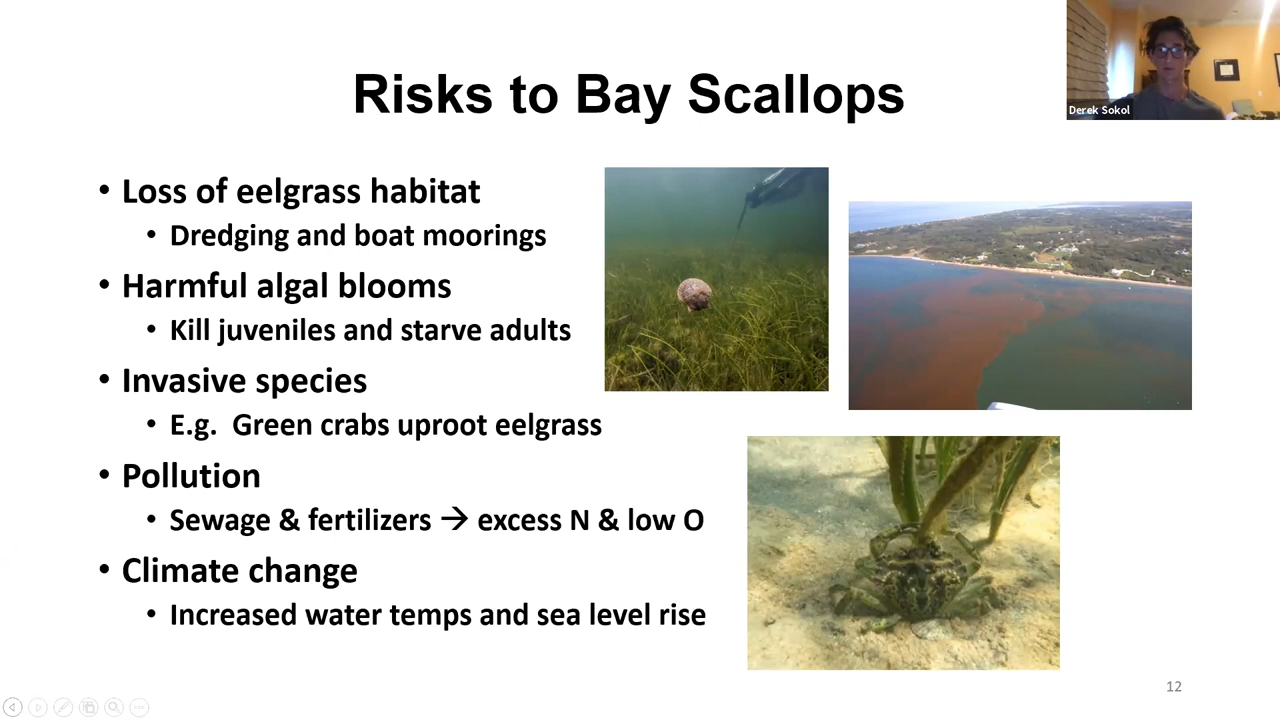 Risks to Bay Scallops
Derek Sokol
• Loss of eelgrass habitat
• Dredging and boat moorings
• Harmful algal blooms
• Kill juveniles and starve adults
• Invasive species
• E.g.  Green crabs uproot eelgrass
• Pollution
• Sewage & fertilizers → excess N & low O
• Climate change
• Increased water temps and sea level rise
12